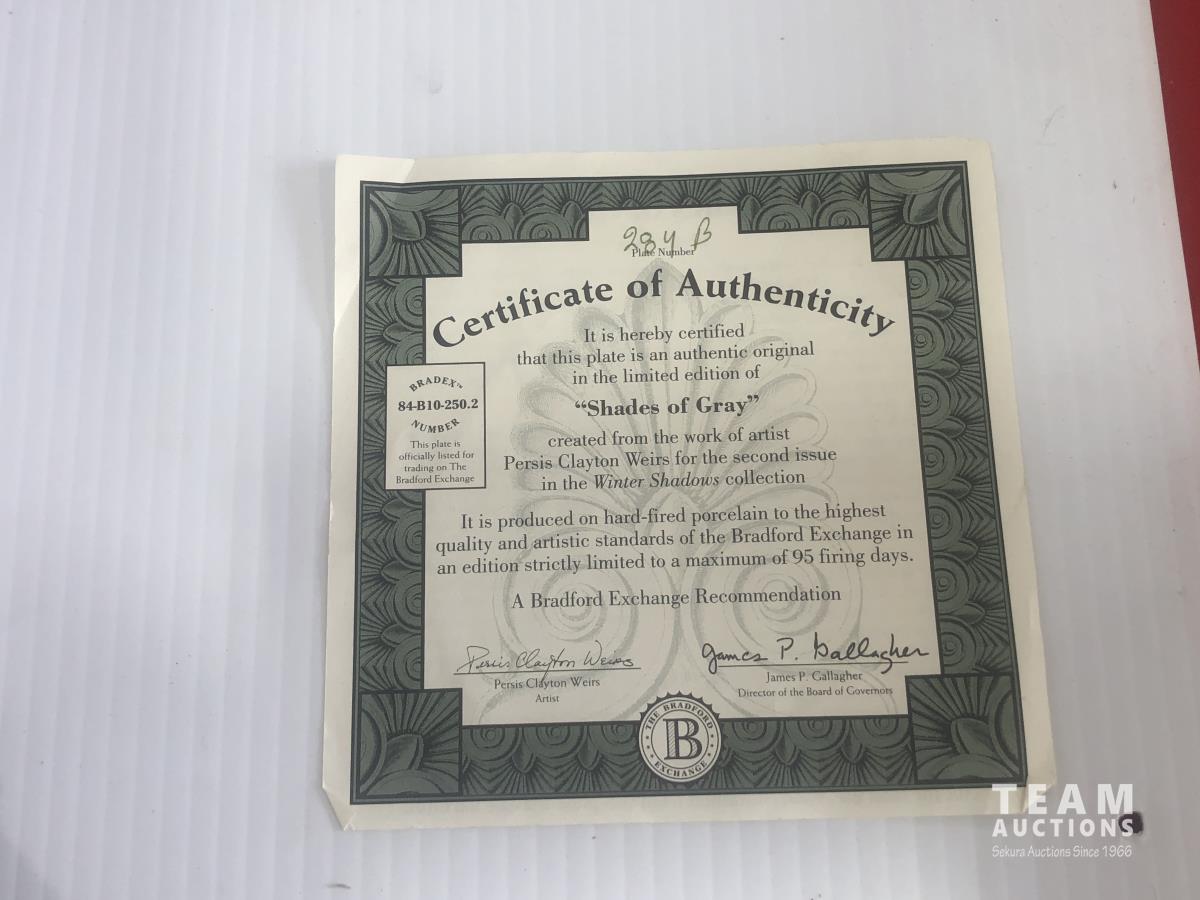 284 B
Plate Number
Certificate of Authenticity
It is hereby certified
that this plate is an authentic original
in the limited edition of
“Shades of Gray”
created from the work of artist
Persis Clayton Weirs for the second issue
in the Winter Shadows collection
BRADEX™
84-B10-250.2
NUMBER
This plate is
officially listed for
trading on The
Bradford Exchange
It is produced on hard-fired porcelain to the highest
quality and artistic standards of the Bradford Exchange in
an edition strictly limited to a maximum of 95 firing days.
A Bradford Exchange Recommendation
Persis Clayton Weirs
Persis Clayton Weirs
Artist
James P. Gallagher
James P. Gallagher
Director of the Board of Governors
THE BRADFORD
B
EXCHANGE
TEAM
AUCTIONS
Sekura Auctions Since 1966